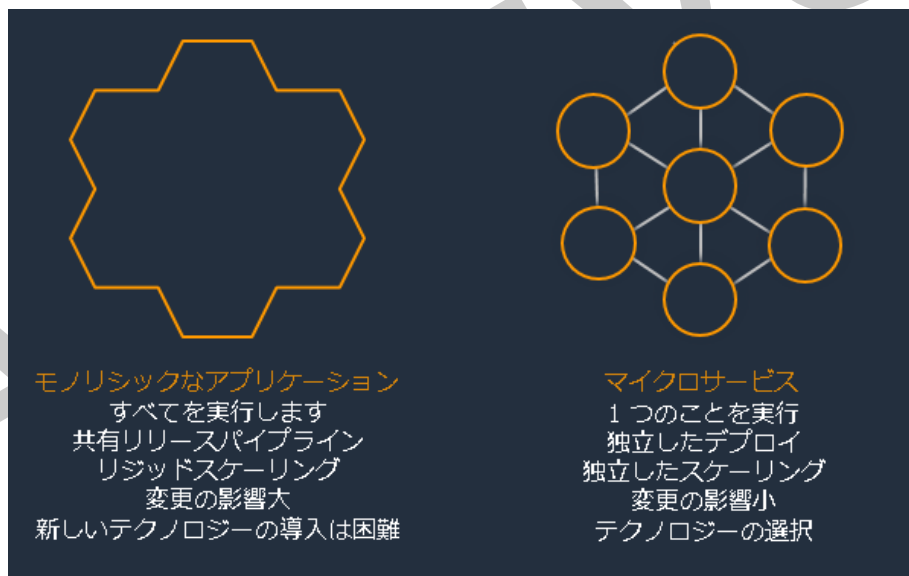 モノリシックなアプリケーション
すべてを実行します
共有リリースパイプライン
リジッドスケーリング
変更の影響大
新しいテクノロジーの導入は困難
マイクロサービス
1 つのことを実行
独立したデプロイ
独立したスケーリング
変更の影響小
テクノロジーの選択